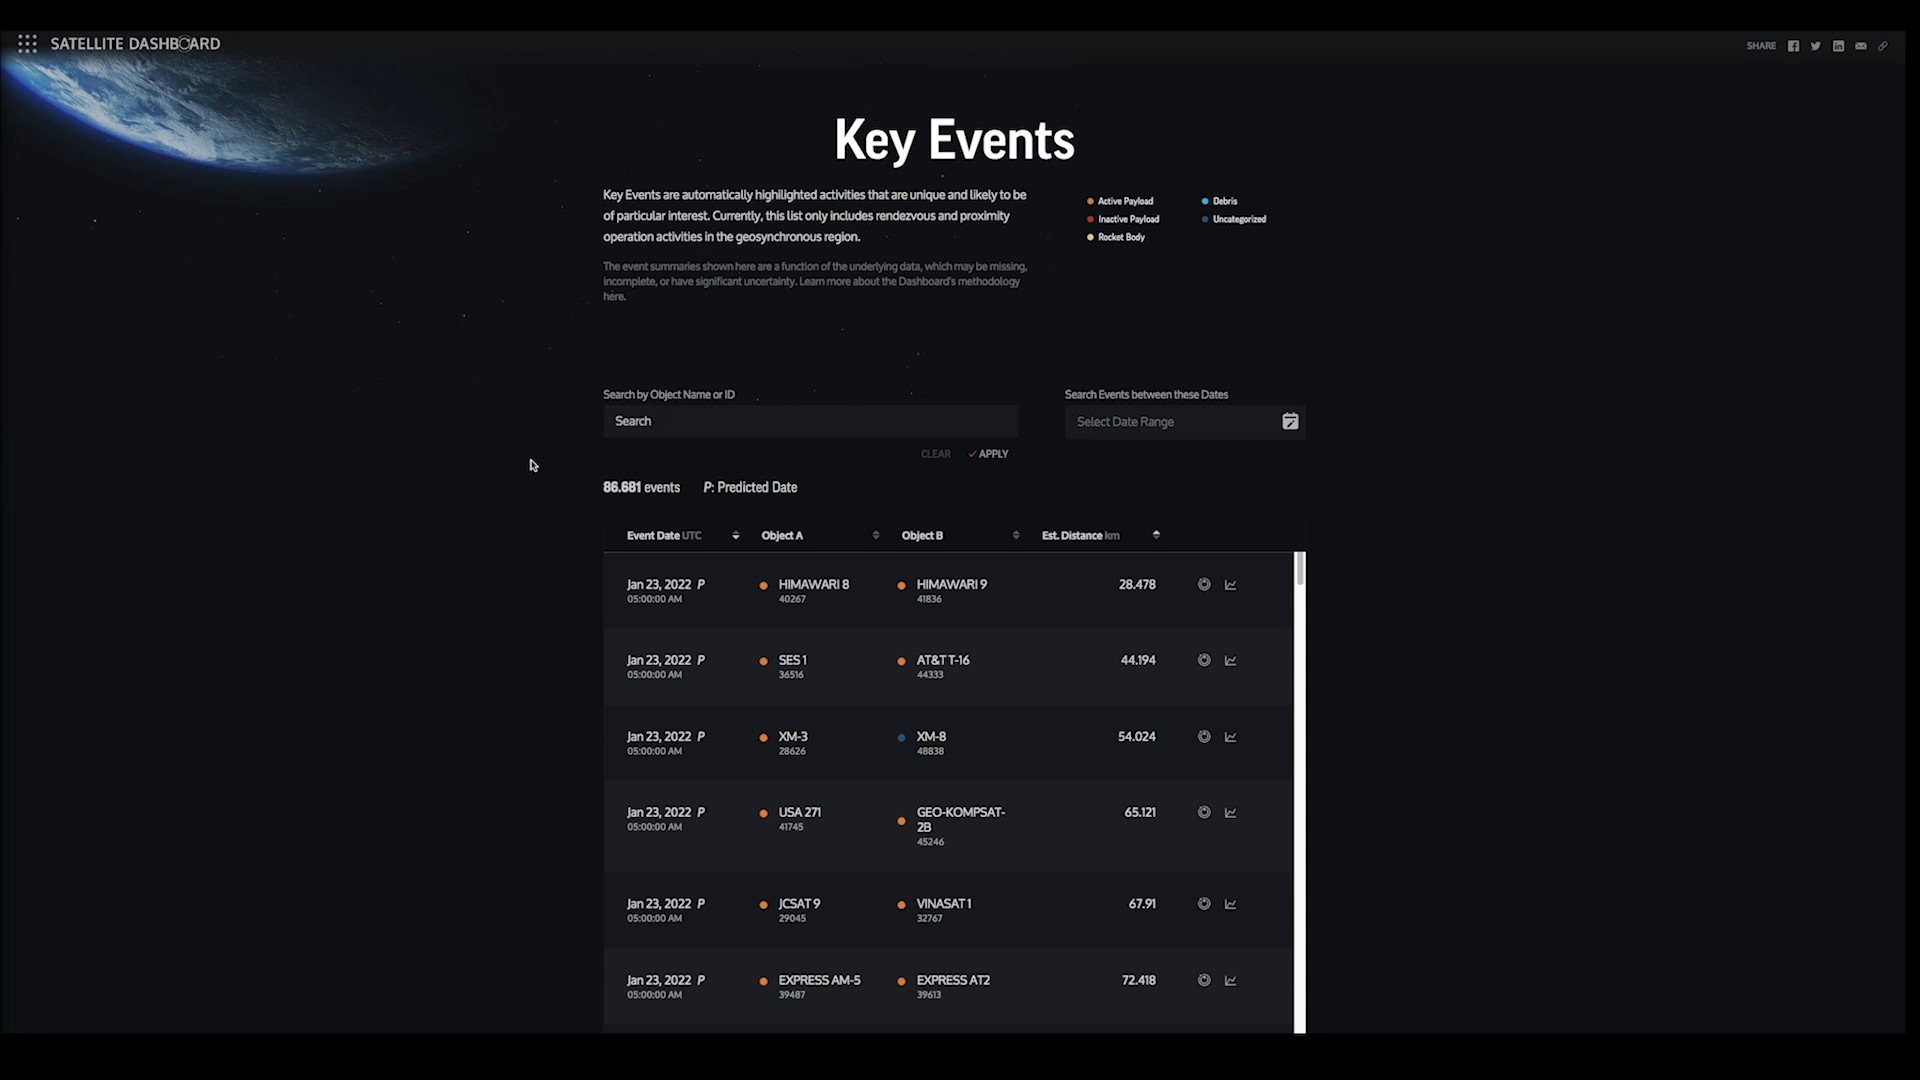 SATELLITE DASHBOARD
SHARE
Key Events
Key Events are automatically highilighted activities that are unique and likely to be
of particular interest. Currently, this list only includes rendezvous and proximity
operation activities in the geosynchronous region.
The event summaries shown here are a function of the underlying data, which may be missing,
incomplete, or have significant uncertainty. Learn more about the Dashboard's methodology
here.
Active Payload
Debris
Inactive Payload
Uncategorized
Rocket Body
Search by Object Name or ID
Search Events between these Dates
Search
Select Date Range
CLEAR
APPLY
86.681 events P: Predicted Date
Event Date UTC Object A Object B Est. Distance km
Jan 23, 2022 P HIMAWARI 8 HIMAWARI 9 28.478
05:00:00 AM 40267 41836
Jan 23, 2022 P SES 1 AT&T T-16 44.194
05:00:00 AM 36516 44333
Jan 23, 2022 P XM-3 XM-8 54.024
05:00:00 AM 28626 48838
Jan 23, 2022 P USA 271 GEO-KOMPSAT- 65.121
05:00:00 AM 41745 2B
45246
Jan 23, 2022 P JCSAT 9 VINASAT 1 67.91
05:00:00 AM 29045 32767
Jan 23, 2022 P EXPRESS AM-5 EXPRESS AT2 72.418
05:00:00 AM 39487 39613